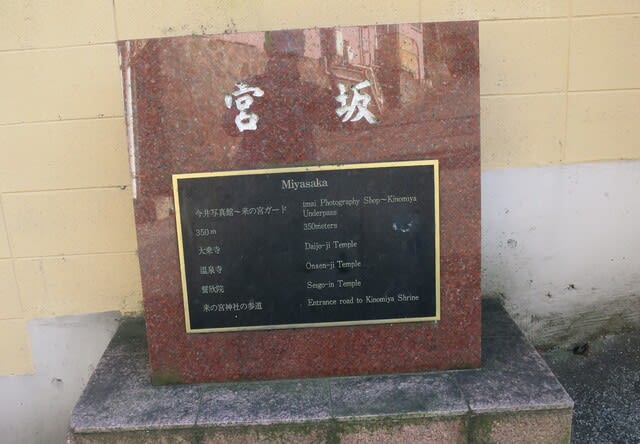 宮坂
Miyasaka
今井写真館～来の宮ガード
imai Photography Shop~Kinomiya
Underpass
350m
350meters
大乗寺
Daijo-ji Temple
温泉寺
Onsen-ji Temple
誓欣院
Seigo-in Temple
来の宮神社の参道
Entrance road to Kinomiya Shrine